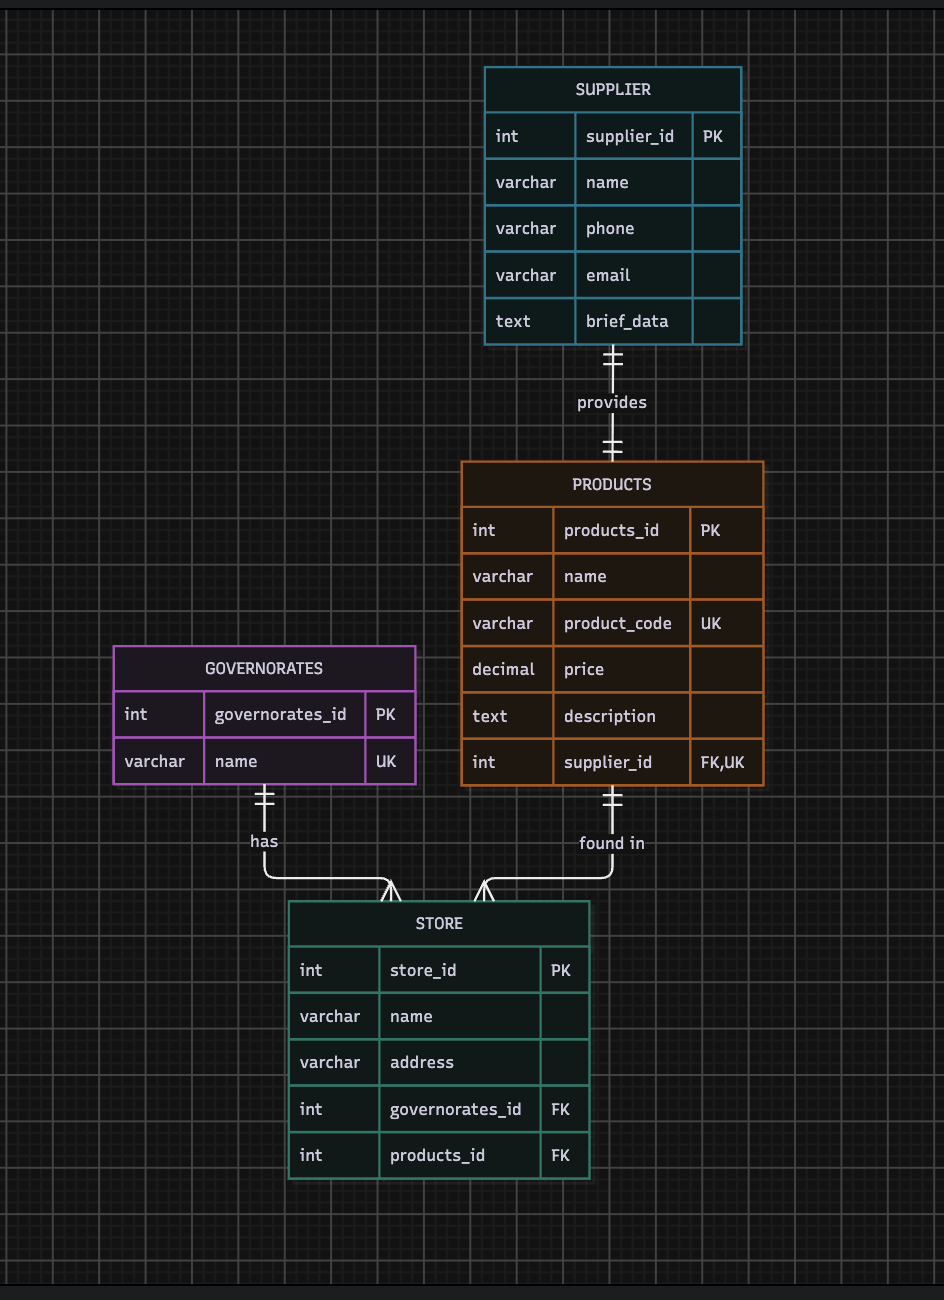 SUPPLIER
int supplier_id PK
varchar name
varchar phone
varchar email
text brief_data
provides
PRODUCTS
int products_id PK
varchar name
varchar product_code UK
decimal price
text description
int supplier_id FK,UK
GOVERNORATES
int governorates_id PK
varchar name UK
has
found in
STORE
int store_id PK
varchar name
varchar address
int governorates_id FK
int products_id FK